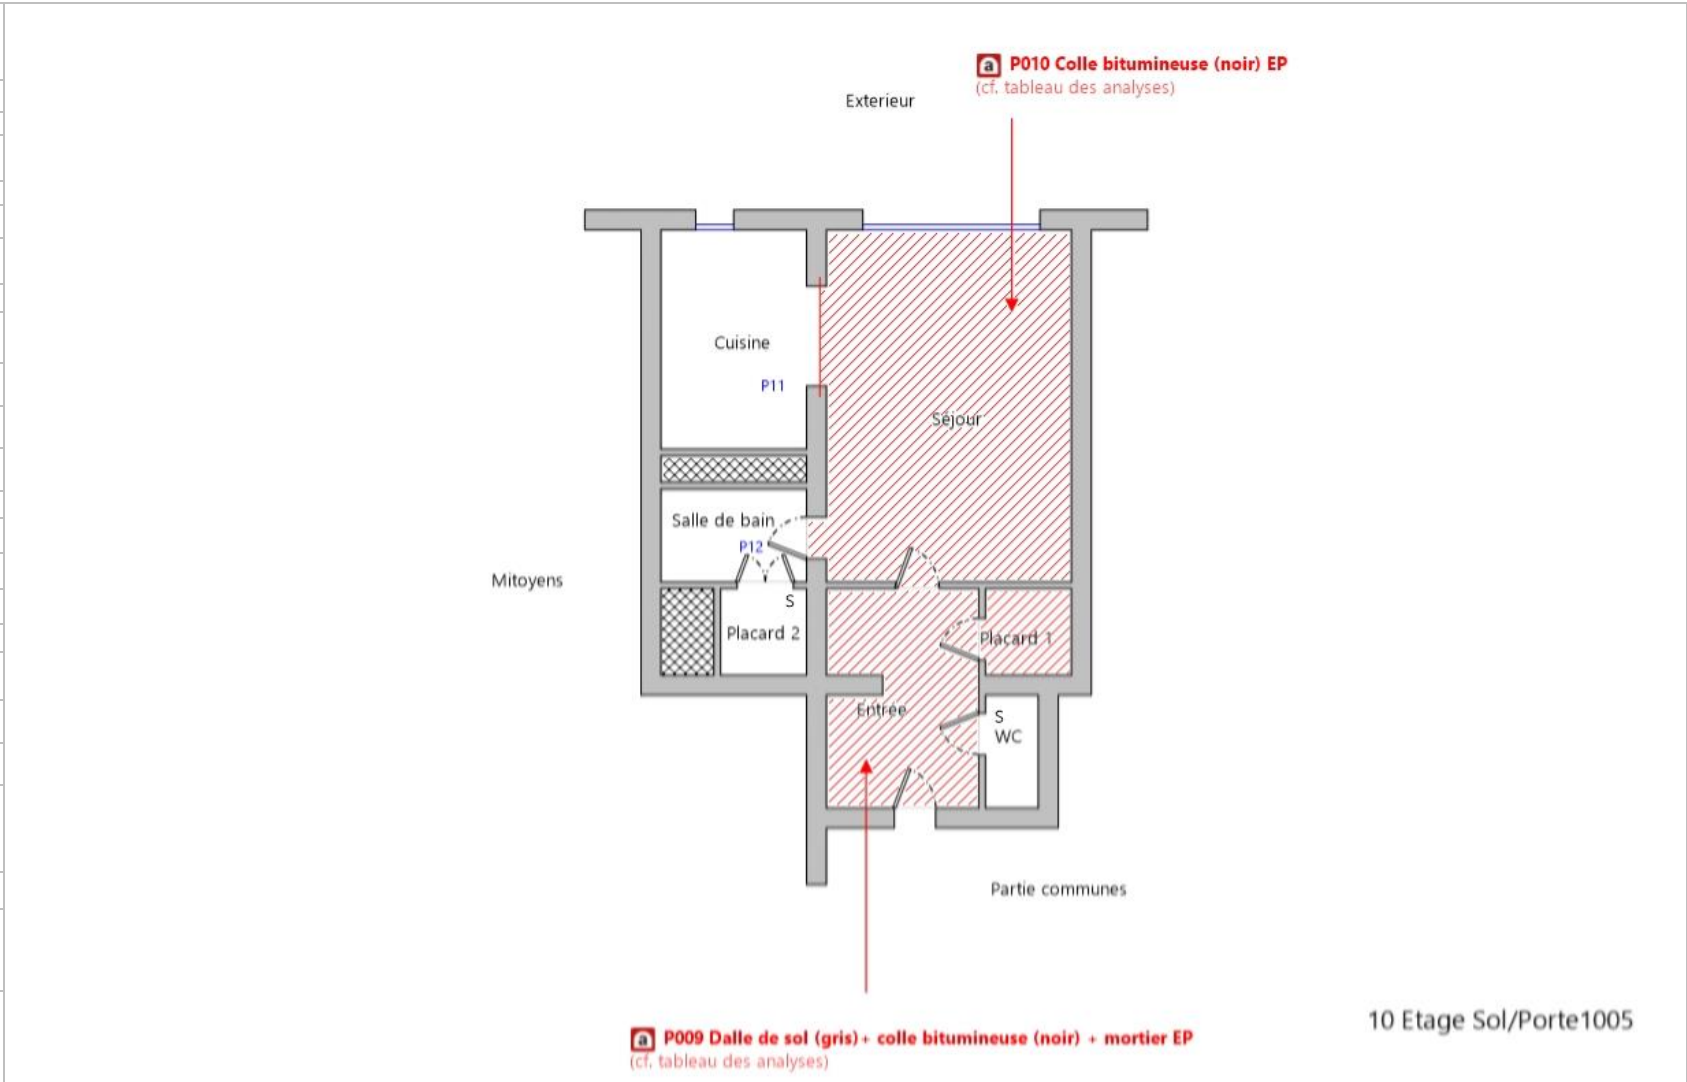 a P010 Colle bitumineuse (noir) EP
(cf. tableau des analyses)
Exterieur
Cuisine
P11
Séjour
Salle de bain
P12
Mitoyens
S
Placard 2
Placard 1
Entrée
S
WC
Partie communes
10 Etage Sol/Porte1005
a P009 Dalle de sol (gris)+ colle bitumineuse (noir) + mortier EP
(cf. tableau des analyses)